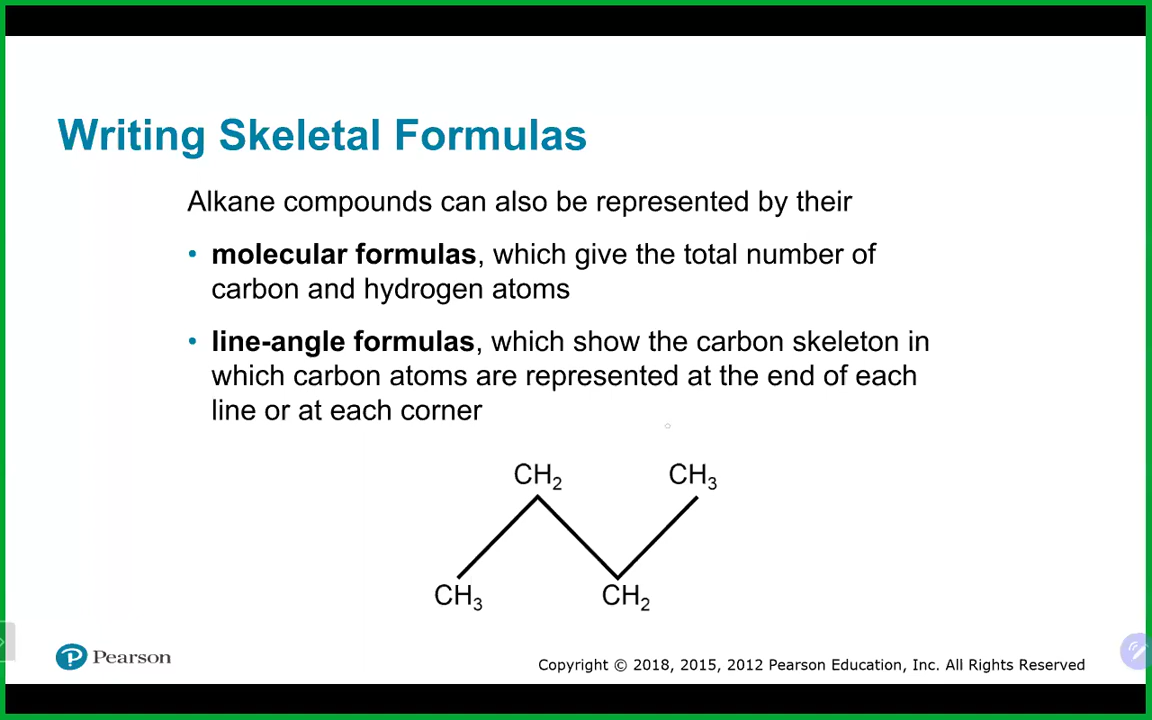 Writing Skeletal Formulas
Alkane compounds can also be represented by their
• molecular formulas, which give the total number of
carbon and hydrogen atoms
• line-angle formulas, which show the carbon skeleton in
which carbon atoms are represented at the end of each
line or at each corner
CH₂ CH₃
CH₃ CH₂
Pearson
Copyright © 2018, 2015, 2012 Pearson Education, Inc. All Rights Reserved